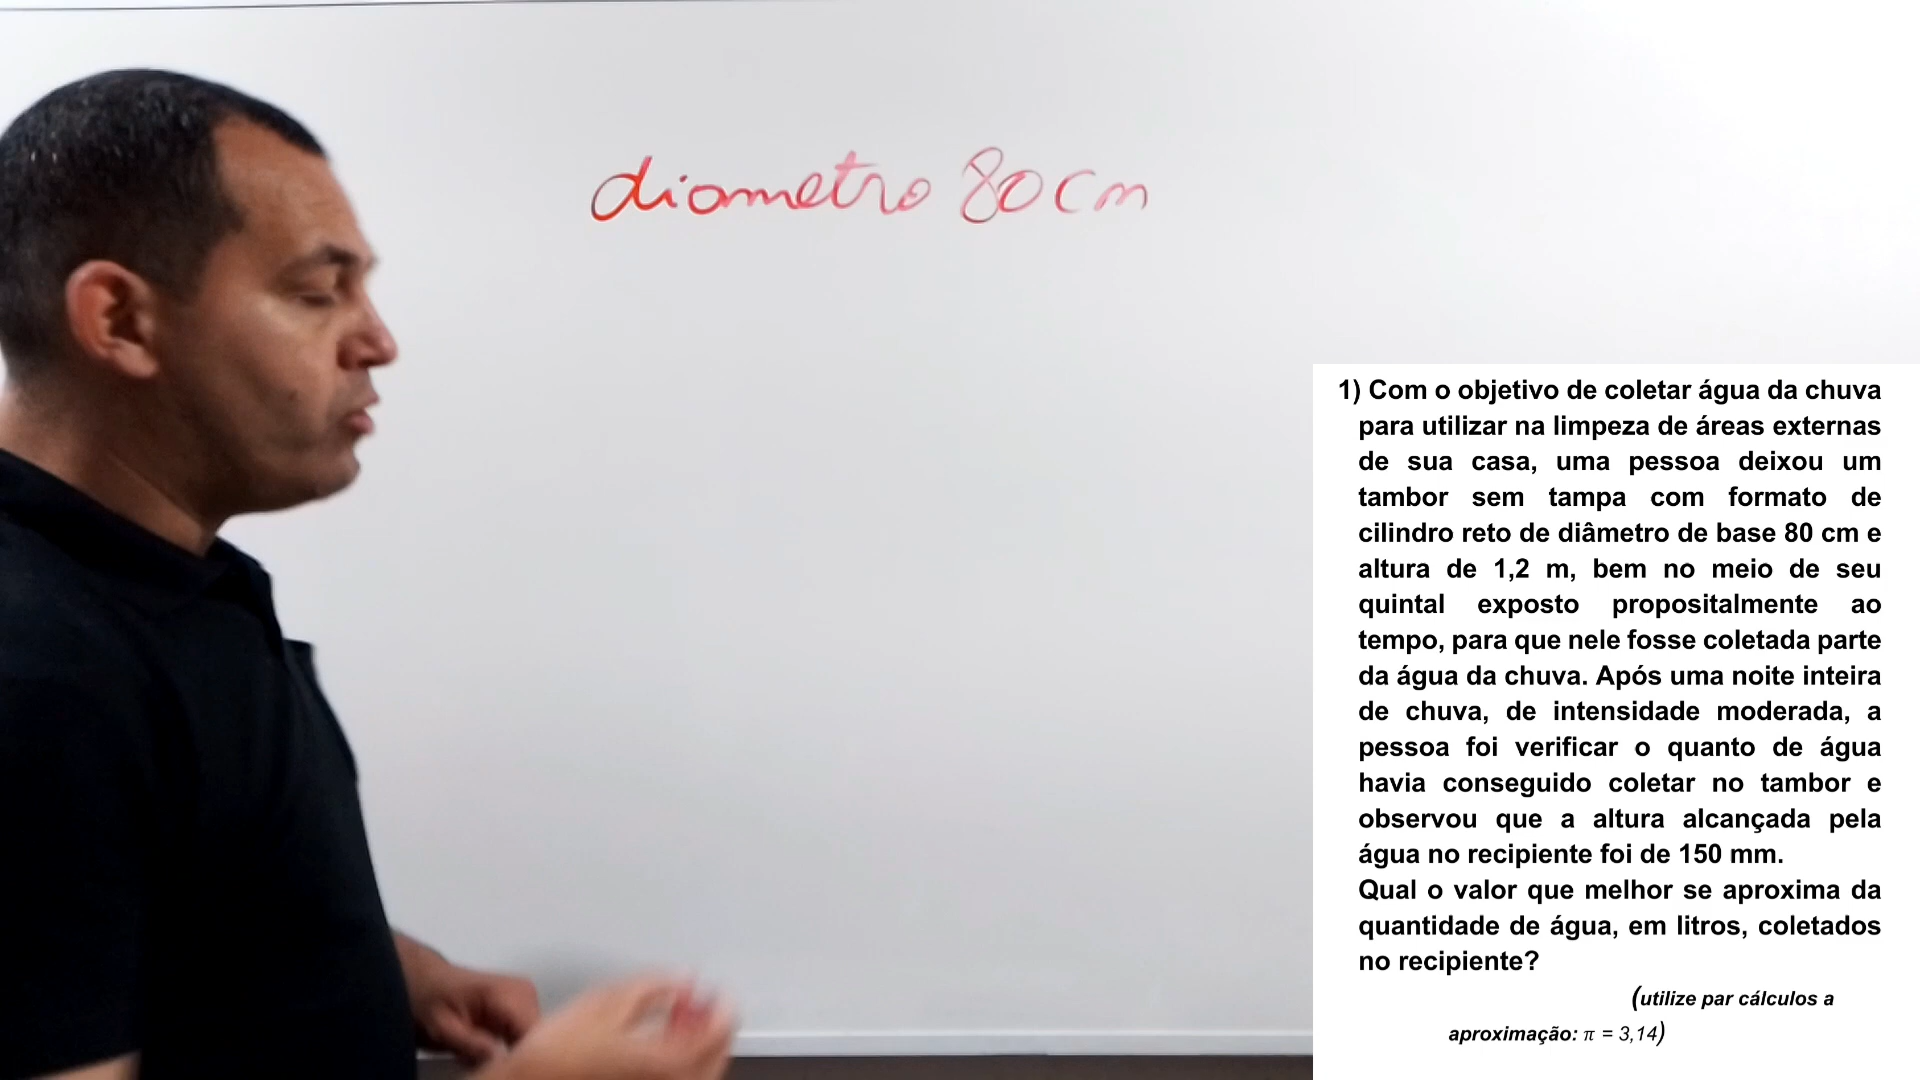 diametro 80 cm
1) Com o objetivo de coletar água da chuva
para utilizar na limpeza de áreas externas
de sua casa, uma pessoa deixou um
tambor sem tampa com formato de
cilindro reto de diâmetro de base 80 cm e
altura de 1,2 m, bem no meio de seu
quintal exposto propositalmente ao
tempo, para que nele fosse coletada parte
da água da chuva. Após uma noite inteira
de chuva, de intensidade moderada, a
pessoa foi verificar o quanto de água
havia conseguido coletar no tambor e
observou que a altura alcançada pela
água no recipiente foi de 150 mm.
Qual o valor que melhor se aproxima da
quantidade de água, em litros, coletados
no recipiente?
(utilize par cálculos a
aproximação: π = 3,14)